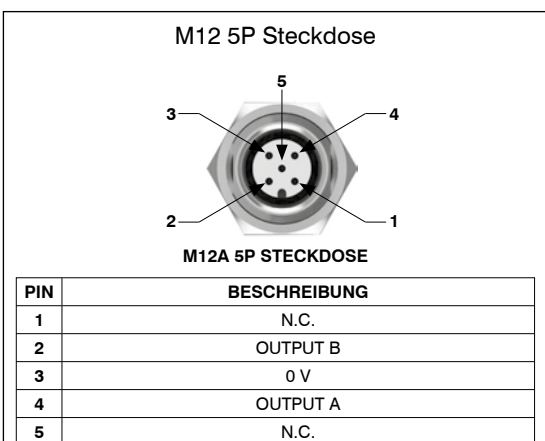 M12 5P Steckdose
5
3 4
2 1
M12A 5P STECKDOSE
PIN BESCHREIBUNG
1 N.C.
2 OUTPUT B
3 0 V
4 OUTPUT A
5 N.C.